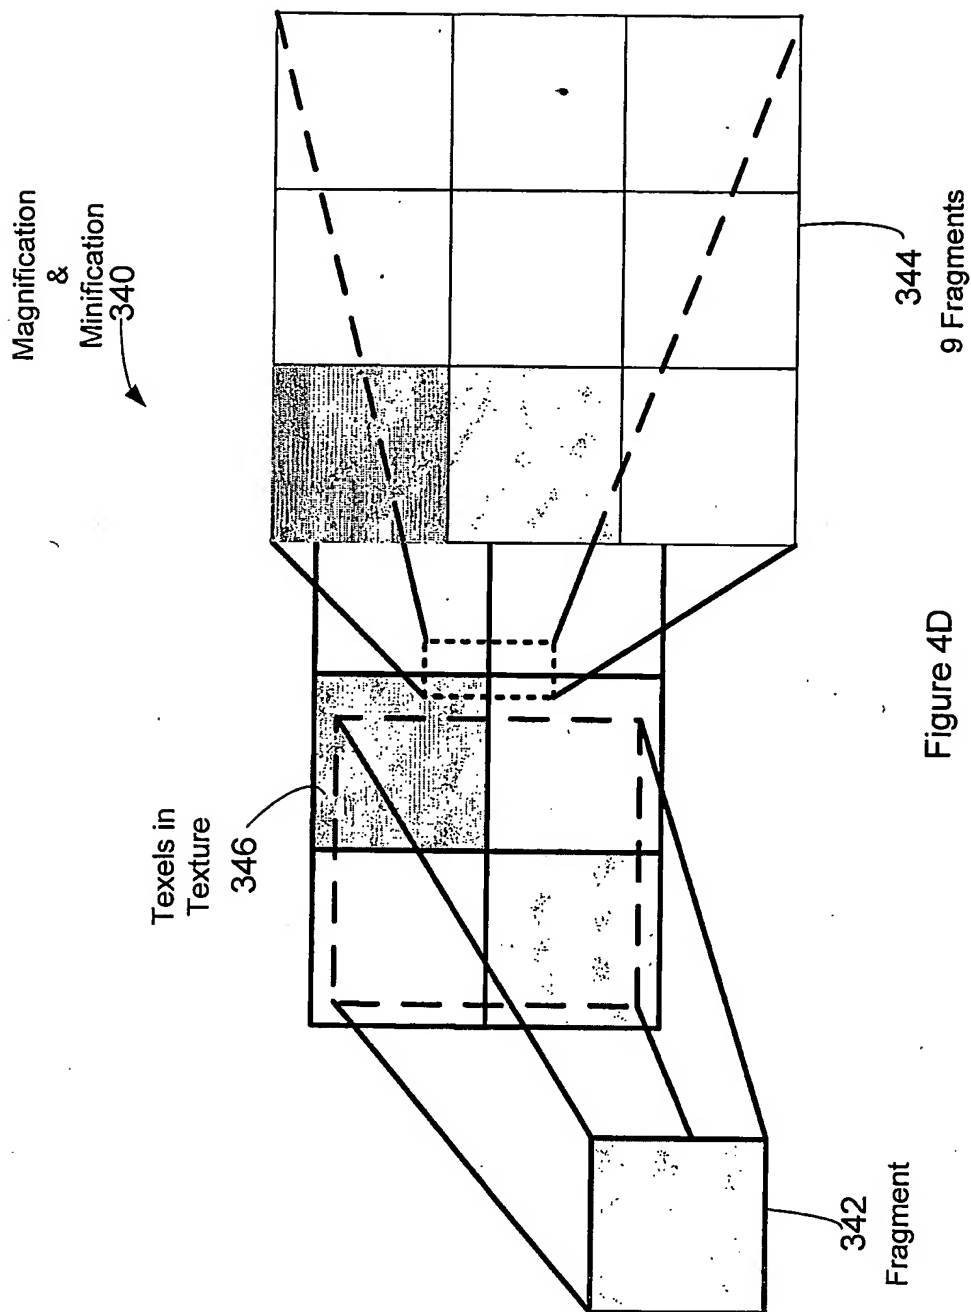 Magnification
&
Minification
340
Texels in
Texture
346
344
9 Fragments
342
Fragment
Figure 4D